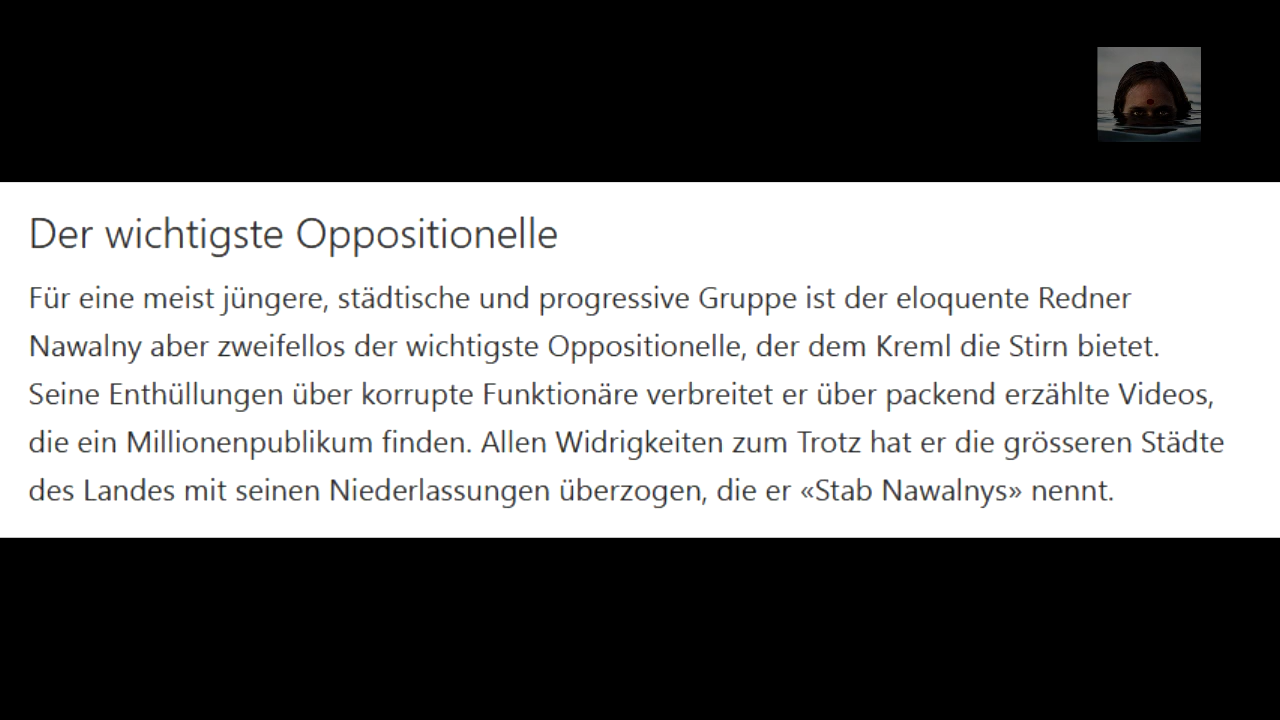 Der wichtigste Oppositionelle
Für eine meist jüngere, städtische und progressive Gruppe ist der eloquente Redner
Nawalny aber zweifellos der wichtigste Oppositionelle, der dem Kreml die Stirn bietet.
Seine Enthüllungen über korrupte Funktionäre verbreitet er über packend erzählte Videos,
die ein Millionenpublikum finden. Allen Widrigkeiten zum Trotz hat er die grösseren Städte
des Landes mit seinen Niederlassungen überzogen, die er «Stab Nawalnys» nennt.